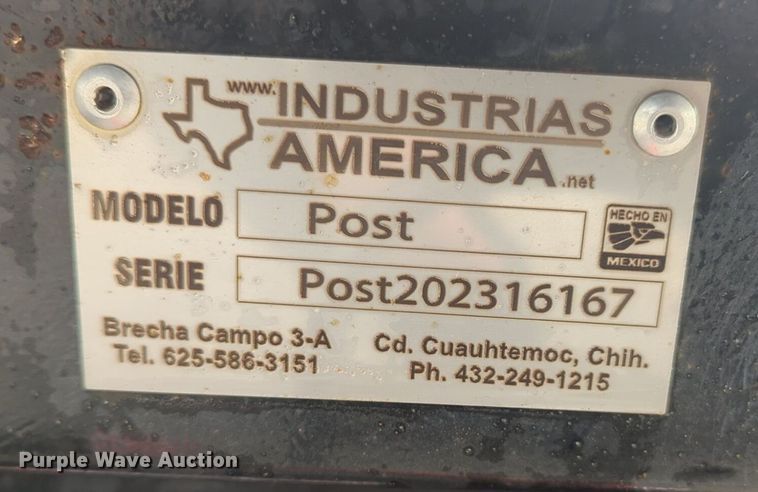 www.INDUSTRIAS
AMERICA.net
MODELO Post
HECHO EN
MEXICO
SERIE Post202316167
Brecha Campo 3-A Cd. Cuauhtemoc, Chih.
Tel. 625-586-3151 Ph. 432-249-1215
Purple Wave Auction